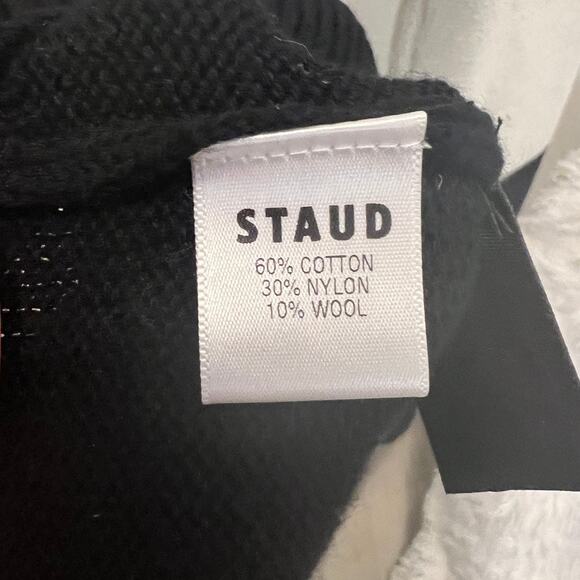 STAUD
60% COTTON
30% NYLON
10% WOOL